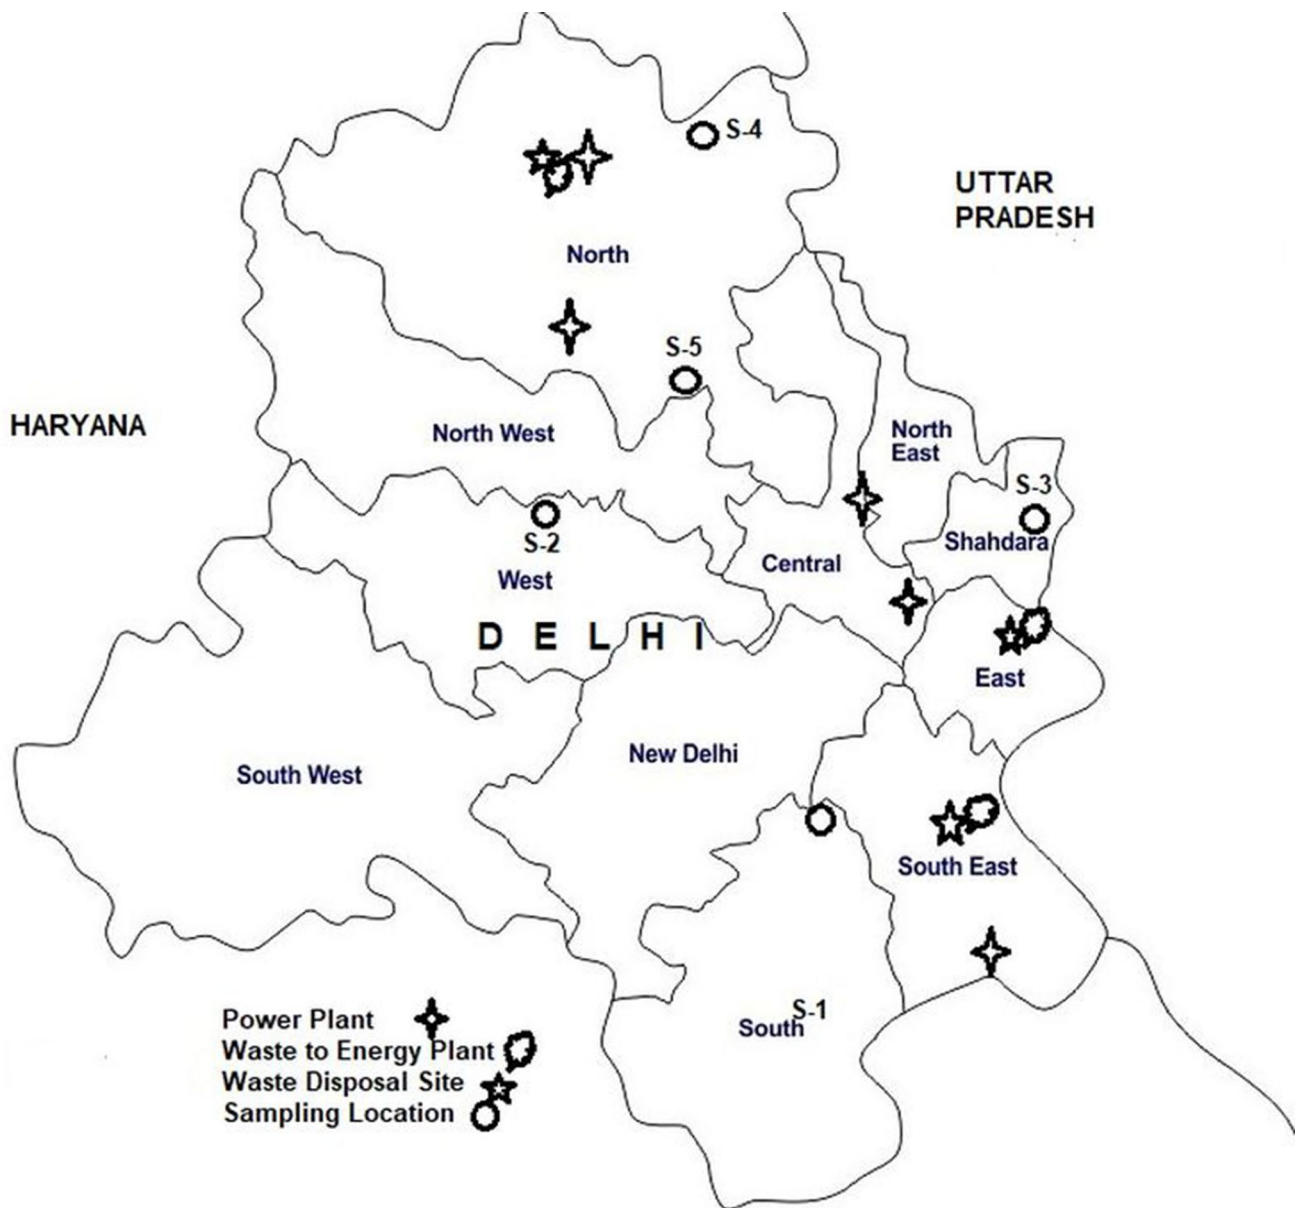 S-4
UTTAR
PRADESH
North
S-5
HARYANA
North West
North
East
S-3
S-2
Shahdara
West
Central
DELHI
East
New Delhi
South West
South East
S-1
South
Power Plant
Waste to Energy Plant
Waste Disposal Site
Sampling Location